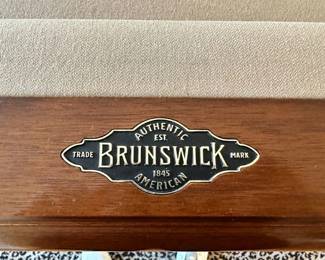 AUTHENTIC
EST.
TRADE BRUNSWICK MARK
1845
AMERICAN